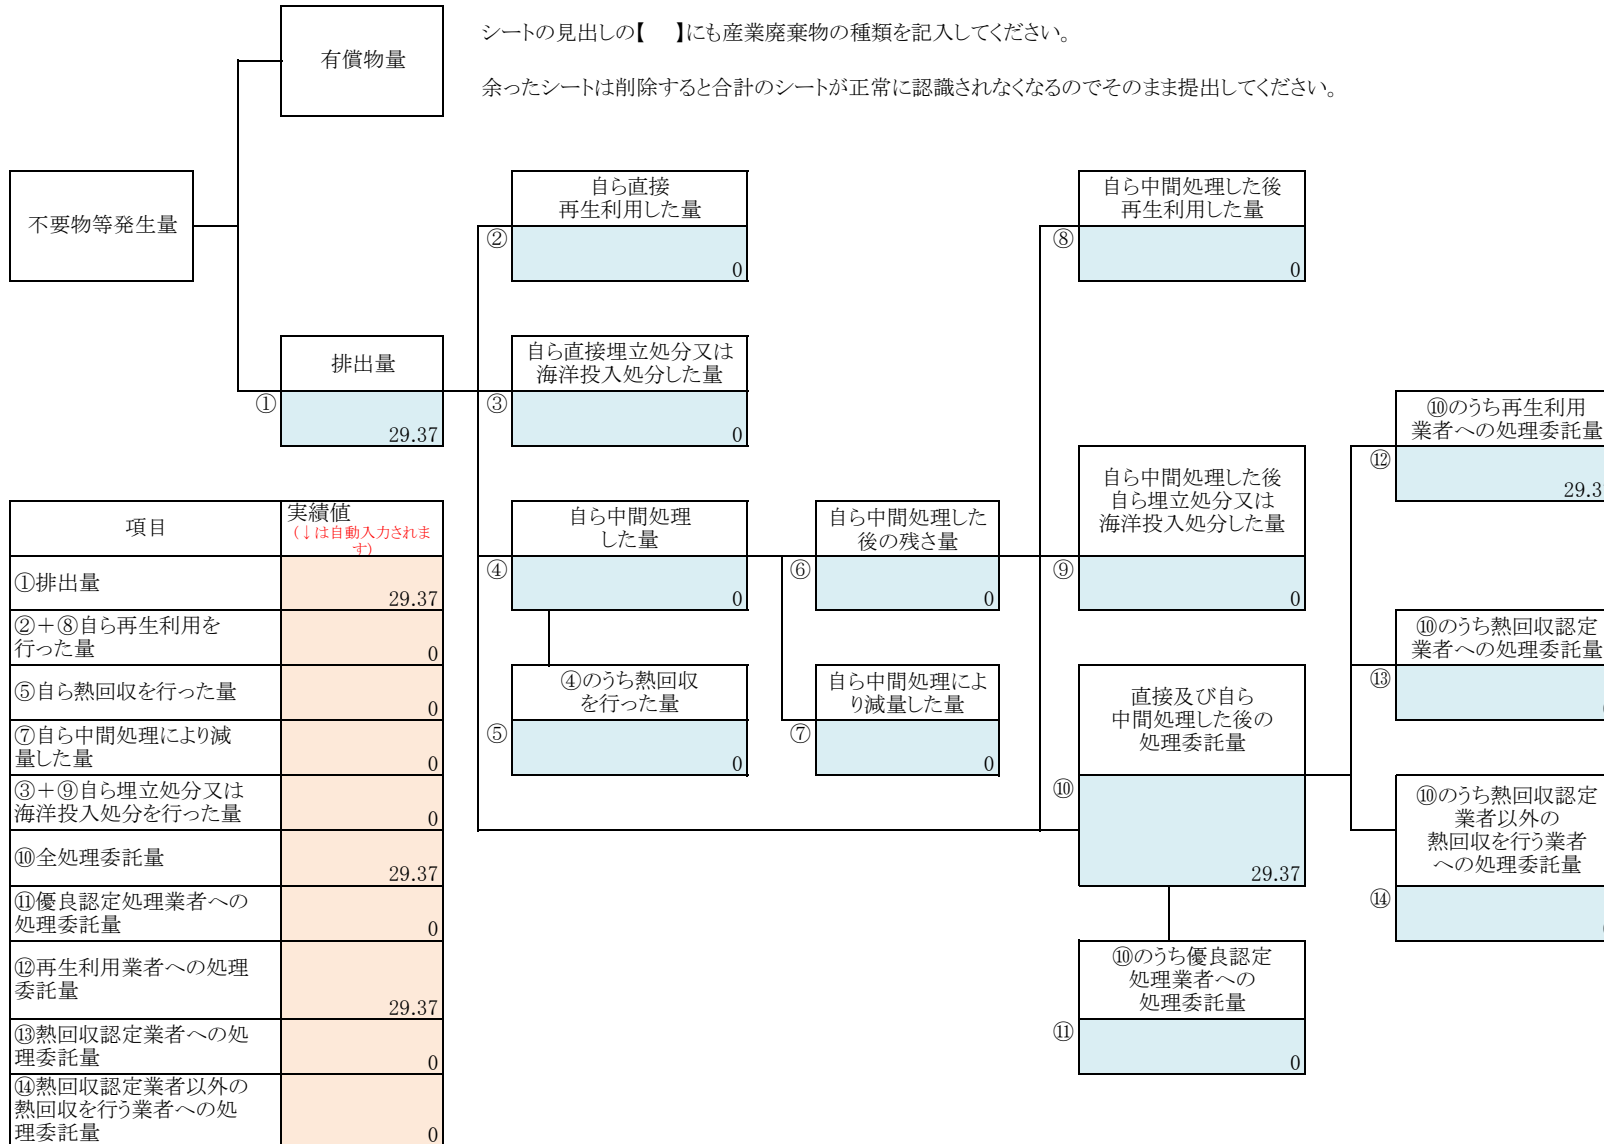 シートの見出しの【　】にも産業廃棄物の種類を記入してください。
有償物量
余ったシートは削除すると合計のシートが正常に認識されなくなるのでそのまま提出してください。
不要物等発生量
自ら直接
再生利用した量
②
0
自ら中間処理した後
再生利用した量
⑧
0
排出量
①
29.37
自ら直接埋立処分又は
海洋投入処分した量
③
0
⑩のうち再生利用
業者への処理委託量
⑫
自ら中間処理
した量
④
0
自ら中間処理した
後の残さ量
⑥
0
自ら中間処理した後
自ら埋立処分又は
海洋投入処分した量
⑨
0
⑩のうち熱回収認定
業者への処理委託量
⑬
④のうち熱回収
を行った量
⑤
0
自ら中間処理によ
り減量した量
⑦
0
直接及び自ら
中間処理した後の
処理委託量
⑩
29.37
⑩のうち熱回収認定
業者以外の
熱回収を行う業者
への処理委託量
⑭
⑩のうち優良認定
処理業者への
処理委託量
⑪
0
項目
実績値
(↓は自動入力されま
す)
①排出量
29.37
②+⑧自ら再生利用を
行った量
0
⑤自ら熱回収を行った量
0
⑦自ら中間処理により減
量した量
0
③+⑨自ら埋立処分又は
海洋投入処分を行った量
0
⑩全処理委託量
29.37
⑪優良認定処理業者への
処理委託量
0
⑫再生利用業者への処理
委託量
29.37
⑬熱回収認定業者への処
理委託量
0
⑭熱回収認定業者以外の
熱回収を行う業者への処
理委託量
0